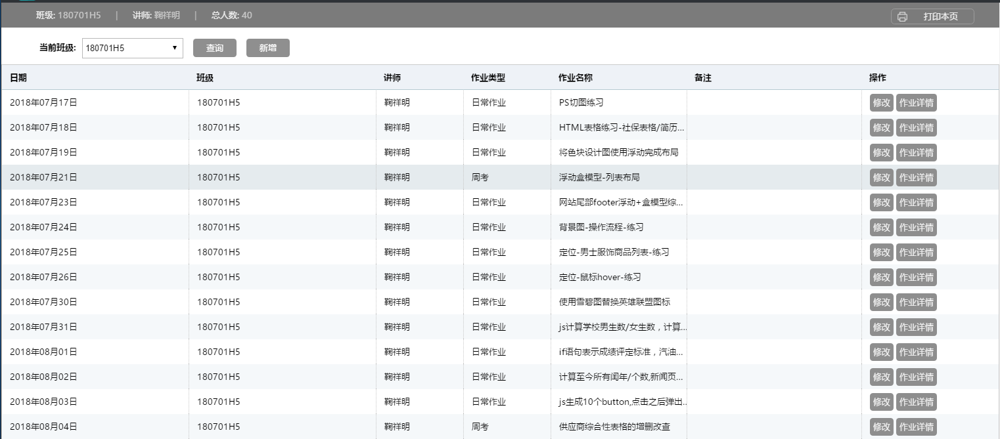 班级: 180701H5 | 讲师: 鞠祥明 | 总人数: 40 打印本页
当前班级: 180701H5 查询 新增
日期 班级 讲师 作业类型 作业名称 备注 操作
2018年07月17日 180701H5 鞠祥明 日常作业 PS切图练习 修改 作业详情
2018年07月18日 180701H5 鞠祥明 日常作业 HTML表格练习-社保表格/简历... 修改 作业详情
2018年07月19日 180701H5 鞠祥明 日常作业 将色块设计图使用浮动完成布局 修改 作业详情
2018年07月21日 180701H5 鞠祥明 周考 浮动盒模型-列表布局 修改 作业详情
2018年07月23日 180701H5 鞠祥明 日常作业 网站尾部footer浮动+盒模型综... 修改 作业详情
2018年07月24日 180701H5 鞠祥明 日常作业 背景图-操作流程-练习 修改 作业详情
2018年07月25日 180701H5 鞠祥明 日常作业 定位-男士服饰商品列表-练习 修改 作业详情
2018年07月26日 180701H5 鞠祥明 日常作业 定位-鼠标hover-练习 修改 作业详情
2018年07月30日 180701H5 鞠祥明 日常作业 使用雪碧图替换英雄联盟图标 修改 作业详情
2018年07月31日 180701H5 鞠祥明 日常作业 js计算学校男生数/女生数，计算... 修改 作业详情
2018年08月01日 180701H5 鞠祥明 日常作业 if语句表示成绩评定标准，汽油... 修改 作业详情
2018年08月02日 180701H5 鞠祥明 日常作业 计算至今所有闰年/个数,新闻页... 修改 作业详情
2018年08月03日 180701H5 鞠祥明 日常作业 js生成10个button,点击之后弹出... 修改 作业详情
2018年08月04日 180701H5 鞠祥明 周考 供应商综合性表格的增删改查 修改 作业详情